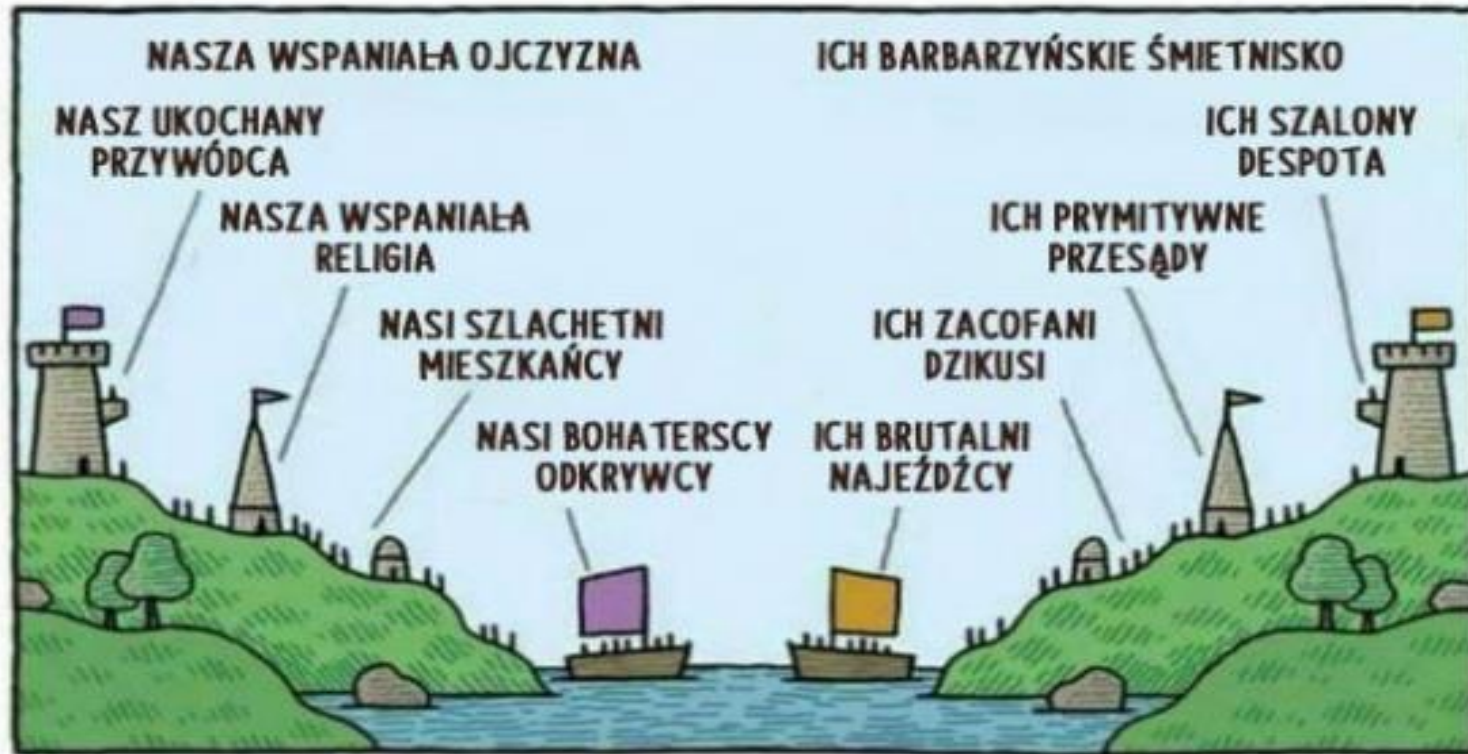 NASZA WSPANIAŁA OJCZYZNA
NASZ UKOCHANY
PRZYWÓDCA
NASZA WSPANIAŁA
RELIGIA
NASI SZLACHETNI
MIESZKAŃCY
NASI BOHATERSCY
ODKRYWCY
ICH BARBARZYŃSKIE ŚMIETNISKO
ICH SZALONY
DESPOTA
ICH PRYMITYWNE
PRZESĄDY
ICH ZACOFANI
DZIKUSI
ICH BRUTALNI
NAJEŹDŹCY